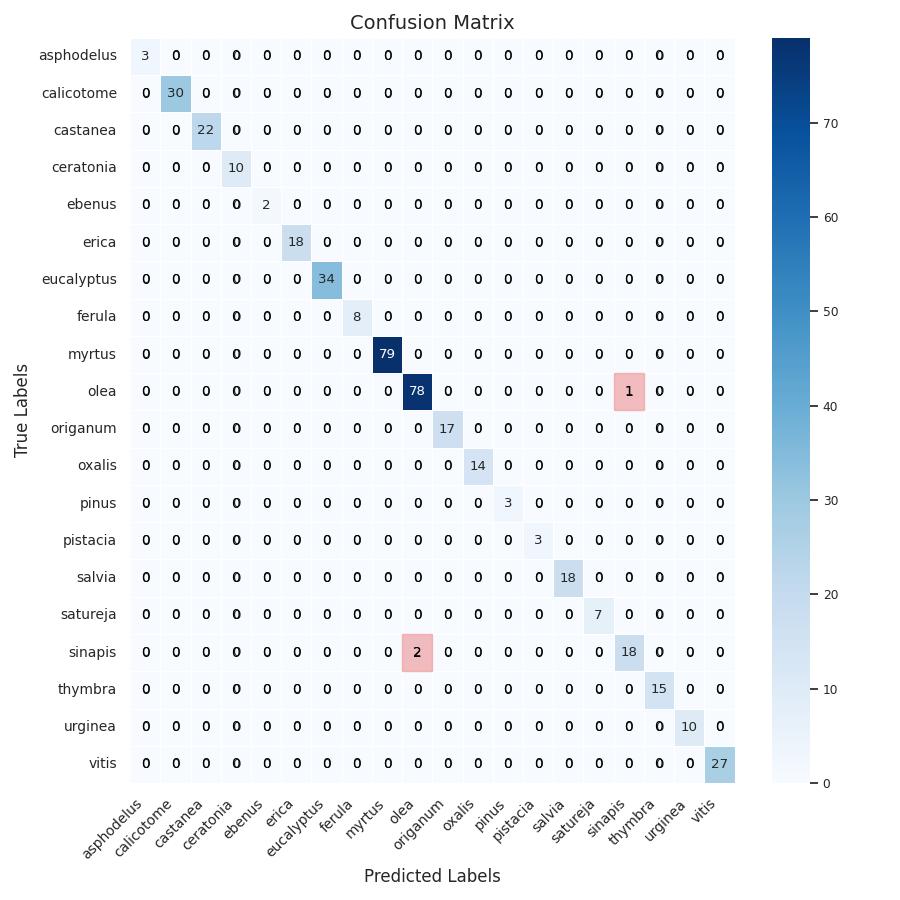 Confusion Matrix
True Labels
asphodelus 3 0 0 0 0 0 0 0 0 0 0 0 0 0 0 0 0 0 0 0
calicotome 0 30 0 0 0 0 0 0 0 0 0 0 0 0 0 0 0 0 0 0
castanea 0 0 22 0 0 0 0 0 0 0 0 0 0 0 0 0 0 0 0 0
ceratonia 0 0 0 10 0 0 0 0 0 0 0 0 0 0 0 0 0 0 0 0
ebenus 0 0 0 0 2 0 0 0 0 0 0 0 0 0 0 0 0 0 0 0
erica 0 0 0 0 0 18 0 0 0 0 0 0 0 0 0 0 0 0 0 0
eucalyptus 0 0 0 0 0 0 34 0 0 0 0 0 0 0 0 0 0 0 0 0
ferula 0 0 0 0 0 0 0 8 0 0 0 0 0 0 0 0 0 0 0 0
myrtus 0 0 0 0 0 0 0 0 79 0 0 0 0 0 0 0 0 0 0 0
olea 0 0 0 0 0 0 0 0 0 78 0 0 0 0 0 0 1 0 0 0
origanum 0 0 0 0 0 0 0 0 0 0 17 0 0 0 0 0 0 0 0 0
oxalis 0 0 0 0 0 0 0 0 0 0 0 14 0 0 0 0 0 0 0 0
pinus 0 0 0 0 0 0 0 0 0 0 0 0 3 0 0 0 0 0 0 0
pistacia 0 0 0 0 0 0 0 0 0 0 0 0 0 3 0 0 0 0 0 0
salvia 0 0 0 0 0 0 0 0 0 0 0 0 0 0 18 0 0 0 0 0
satureja 0 0 0 0 0 0 0 0 0 0 0 0 0 0 0 7 0 0 0 0
sinapis 0 0 0 0 0 0 0 0 0 2 0 0 0 0 0 0 18 0 0 0
thymbra 0 0 0 0 0 0 0 0 0 0 0 0 0 0 0 0 0 15 0 0
urginea 0 0 0 0 0 0 0 0 0 0 0 0 0 0 0 0 0 0 10 0
vitis 0 0 0 0 0 0 0 0 0 0 0 0 0 0 0 0 0 0 0 27
asphodelus calicotome castanea ceratonia ebenus erica eucalyptus ferula myrtus olea origanum oxalis pinus pistacia salvia satureja sinapis thymbra urginea vitis
Predicted Labels
70
60
50
40
30
20
10
0